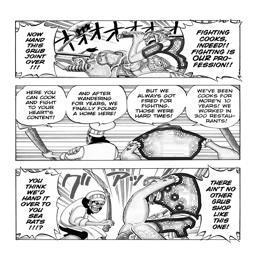 FIGHTING
COOKS,
INDEED!!
FIGHTING IS
OUR PRO-
FESSION!!
NOW
HAND
THIS
GRUB
JOINT
OVER
!!!
WE'VE BEEN
COOKS FOR
MORE'N 10
YEARS! WE
WORKED IN
300 RESTAU-
RANTS!
BUT WE
ALWAYS
GOT
FIRED FOR
FIGHTING.
THOSE WERE
HARD TIMES!
AND AFTER
WANDERING
FOR YEARS, WE
FINALLY FOUND
A HOME HERE!
HERE YOU
CAN COOK
AND FIGHT
TO YOUR
HEART'S
CONTENT!
THERE
AIN'T NO
OTHER
GRUB
SHOP
LIKE
THIS
ONE!
YOU
THINK
WE'D
HAND IT
OVER TO
YOU
SEA
RATS
!!!?